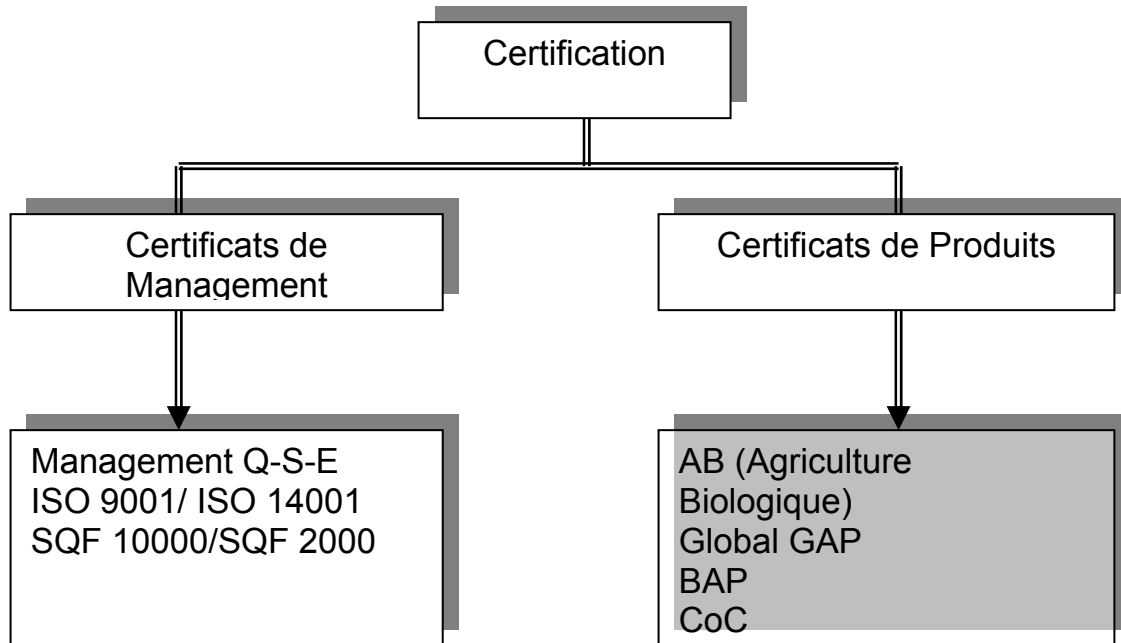 Certification
Certificats de
Management
Certificats de Produits
Management Q-S-E
ISO 9001/ ISO 14001
SQF 10000/SQF 2000
AB (Agriculture
Biologique)
Global GAP
BAP
CoC